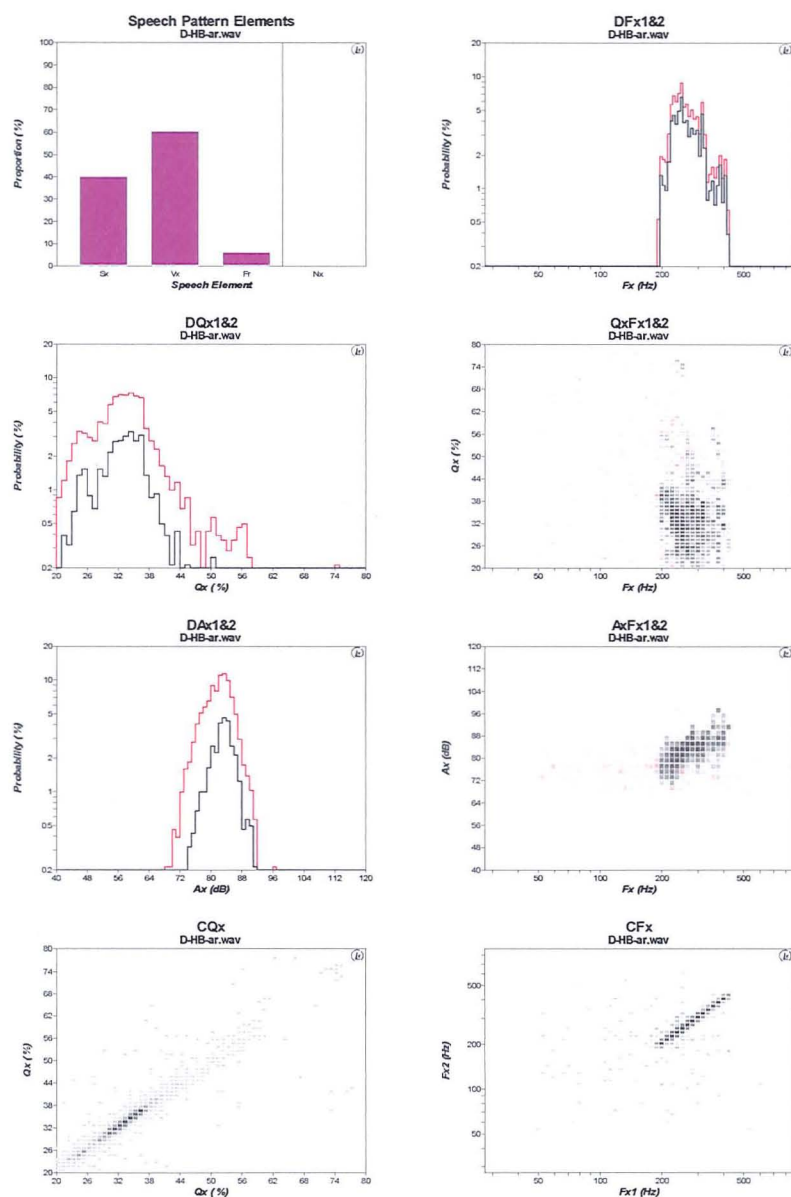 Speech Pattern Elements
D-HB-ar.wav
100
90
80
70
60
50
40
30
20
10
0
Proportion (%)
Sx Vx Fr Nx
Speech Element
DFx1&2
D-HB-ar.wav
20
10
5
2
1
0.5
0.2
Probability (%)
50 100 200 500
Fx (Hz)
DQx1&2
D-HB-ar.wav
20
10
5
2
1
0.5
0.2
Probability (%)
20 26 32 38 44 50 56 62 68 74 80
Qx (%)
QxFx1&2
D-HB-ar.wav
80
74
68
62
56
50
44
38
32
26
20
Qx (%)
50 100 200 500
Fx (Hz)
DAx1&2
D-HB-ar.wav
20
10
5
2
1
0.5
0.2
Probability (%)
40 48 56 64 72 80 88 96 104 112 120
Ax (dB)
AxFx1&2
D-HB-ar.wav
120
112
104
96
88
80
72
64
56
48
40
Ax (dB)
50 100 200 500
Fx (Hz)
CQx
D-HB-ar.wav
80
74
68
62
56
50
44
38
32
26
20
Qx (%)
20 26 32 38 44 50 56 62 68 74 80
Qx (%)
CFx
D-HB-ar.wav
500
200
100
50
Fx2 (Hz)
50 100 200 500
Fx1 (Hz)